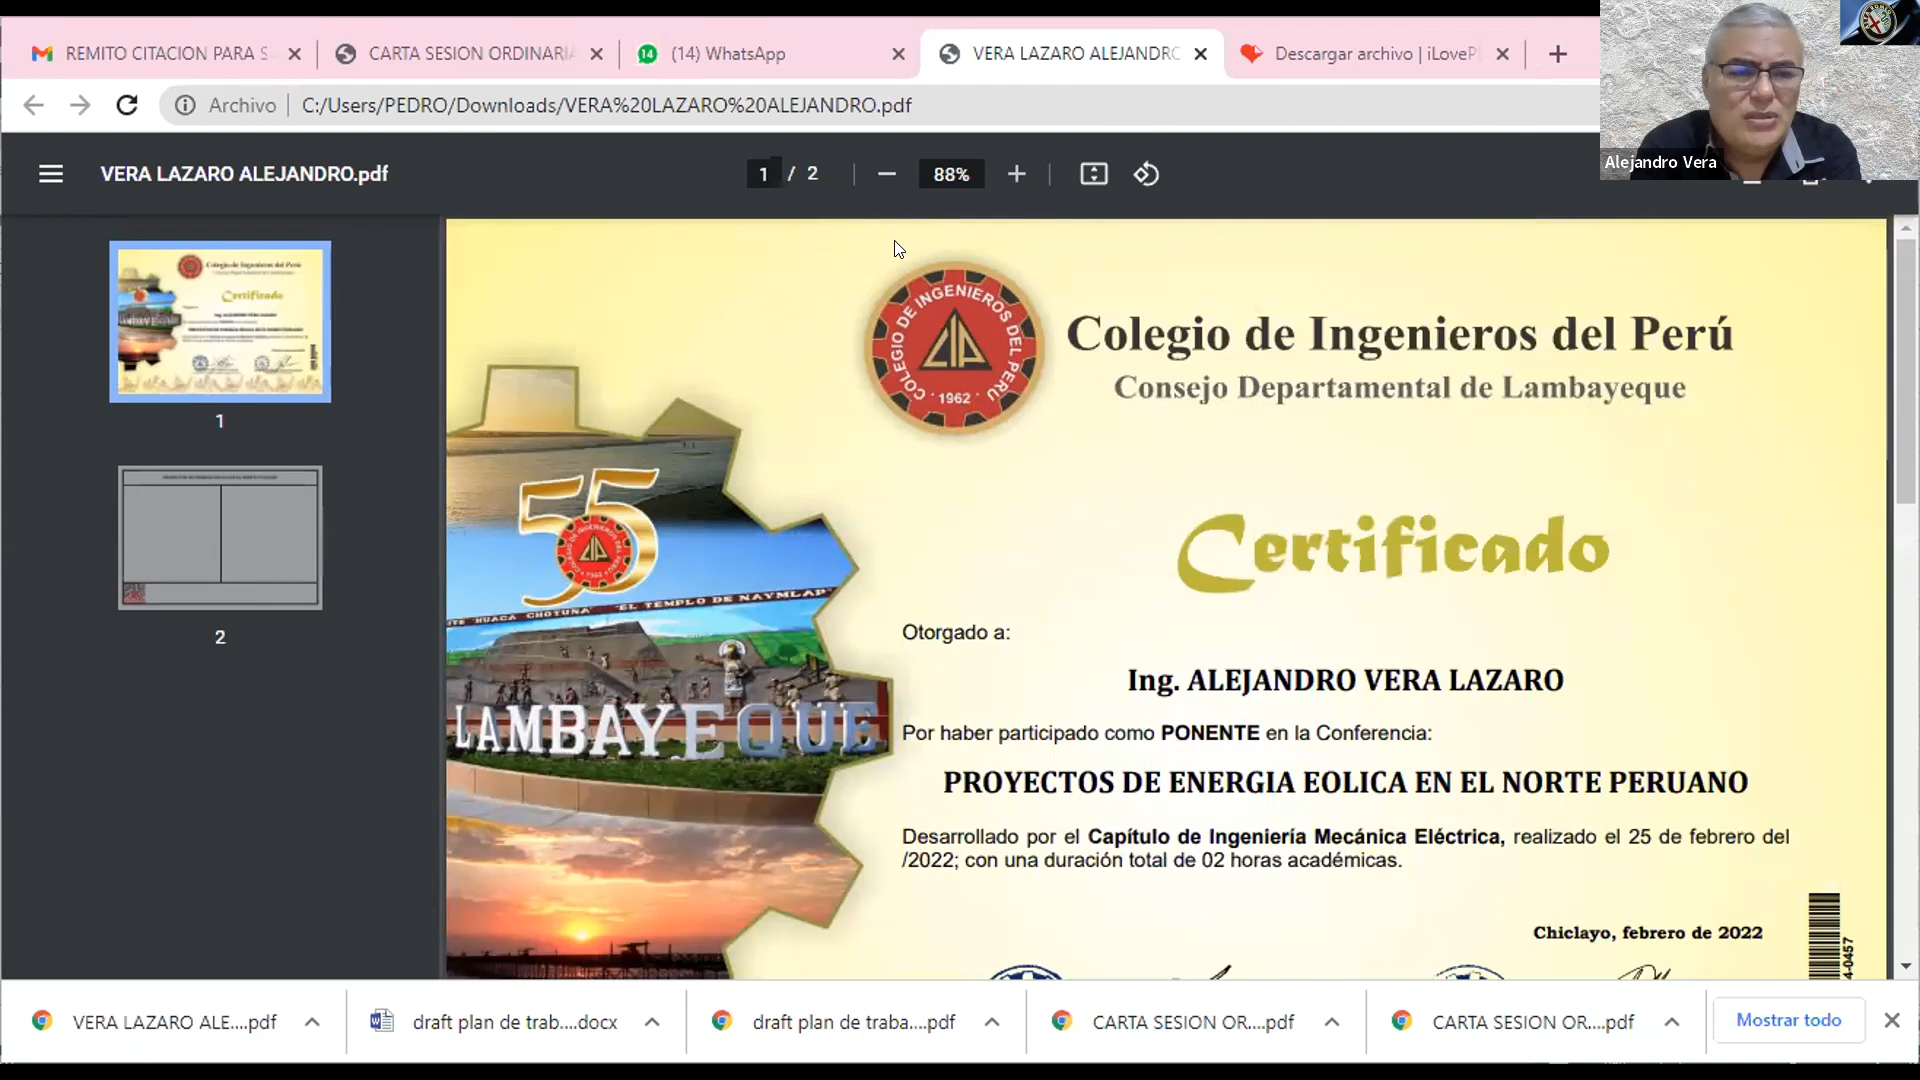 REMITO CITACION PARA S
CARTA SESION ORDINARIA
14
(14) WhatsApp
VERA LAZARO ALEJANDRO
Descargar archivo | iLoveP
Archivo
C:/Users/PEDRO/Downloads/VERA%20LAZARO%20ALEJANDRO.pdf
Alejandro Vera
VERA LAZARO ALEJANDRO.pdf
1 / 2
88%
1
2
COLEGIO DE INGENIEROS DEL PERU
CIP
· 1962 ·
Colegio de Ingenieros del Perú
Consejo Departamental de Lambayeque
55
Certificado
HUACA CHOTUNA "EL TEMPLO DE NAYMLAP"
LAMBAYEQUE
Otorgado a:
Ing. ALEJANDRO VERA LAZARO
Por haber participado como PONENTE en la Conferencia:
PROYECTOS DE ENERGIA EOLICA EN EL NORTE PERUANO
Desarrollado por el Capítulo de Ingeniería Mecánica Eléctrica, realizado el 25 de febrero del
/2022; con una duración total de 02 horas académicas.
Chiclayo, febrero de 2022
4-0457
VERA LAZARO ALE....pdf
draft plan de trab....docx
draft plan de traba....pdf
CARTA SESION OR....pdf
CARTA SESION OR....pdf
Mostrar todo